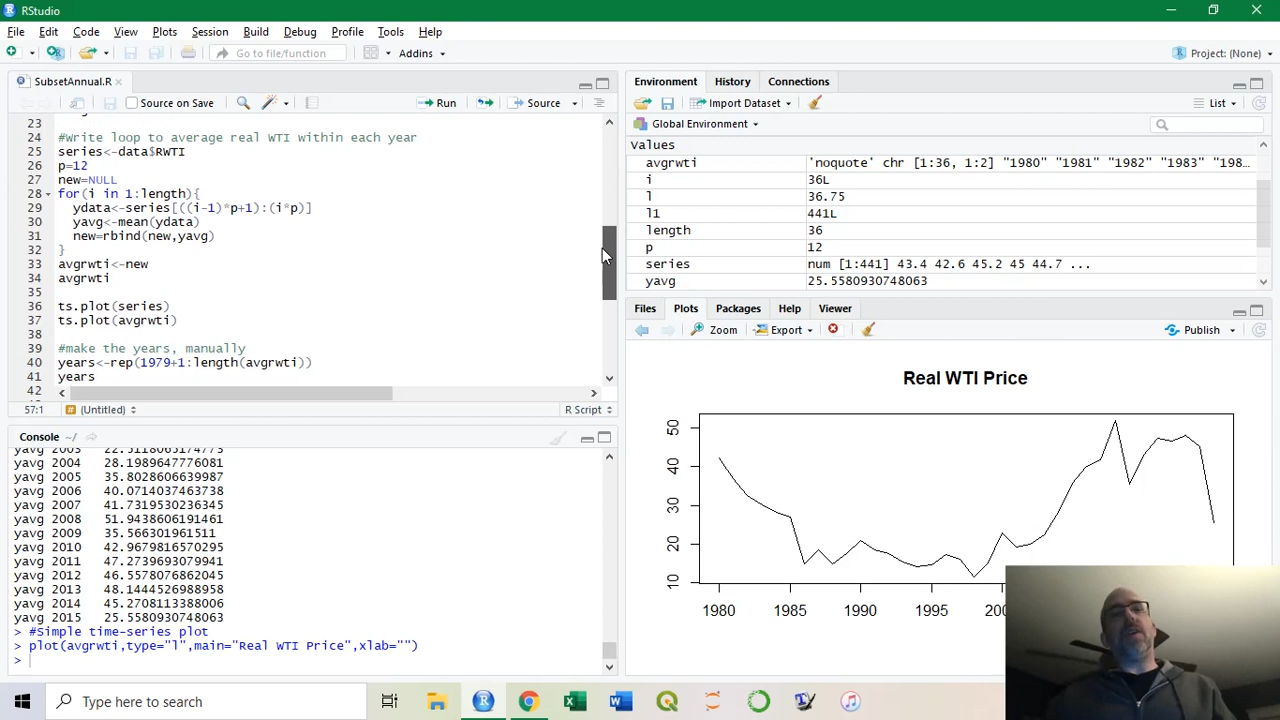 RStudio
File Edit Code View Plots Session Build Debug Profile Tools Help
Go to file/function Addins Project: (None)
SubsetAnnual.R
Source on Save Run Source
23
24 #write loop to average real WTI within each year
25 series<-data$RWTI
26 p=12
27 new=NULL
28 for(i in 1:length){
29 ydata<-series[((i-1)*p+1):(i*p)]
30 yavg<-mean(ydata)
31 new=rbind(new,yavg)
32 }
33 avgrwti<-new
34 avgrwti
35
36 ts.plot(series)
37 ts.plot(avgrwti)
38
39 #make the years, manually
40 years<-rep(1979+1:length(avgrwti))
41 years
42
57:1 (Untitled) R Script
Console ~/
yavg 2003 22.5118065174773
yavg 2004 28.1989647776081
yavg 2005 35.8028606639987
yavg 2006 40.0714037463738
yavg 2007 41.7319530236345
yavg 2008 51.9438606191461
yavg 2009 35.566301961511
yavg 2010 42.9679816570295
yavg 2011 47.2739693079941
yavg 2012 46.5578076862045
yavg 2013 48.1444526988958
yavg 2014 45.2708113388006
yavg 2015 25.5580930748063
> #Simple time-series plot
> plot(avgrwti,type="l",main="Real WTI Price",xlab="")
>
Environment History Connections
Import Dataset List
Global Environment
Values
avgrwti 'noquote' chr [1:36, 1:2] "1980" "1981" "1982" "1983" "198…
i 36L
l 36.75
l1 441L
length 36
p 12
series num [1:441] 43.4 42.6 45.2 45 44.7 ...
yavg 25.5580930748063
Files Plots Packages Help Viewer
Zoom Export Publish
Real WTI Price
50
40
30
20
10
1980 1985 1990 1995
Type here to search